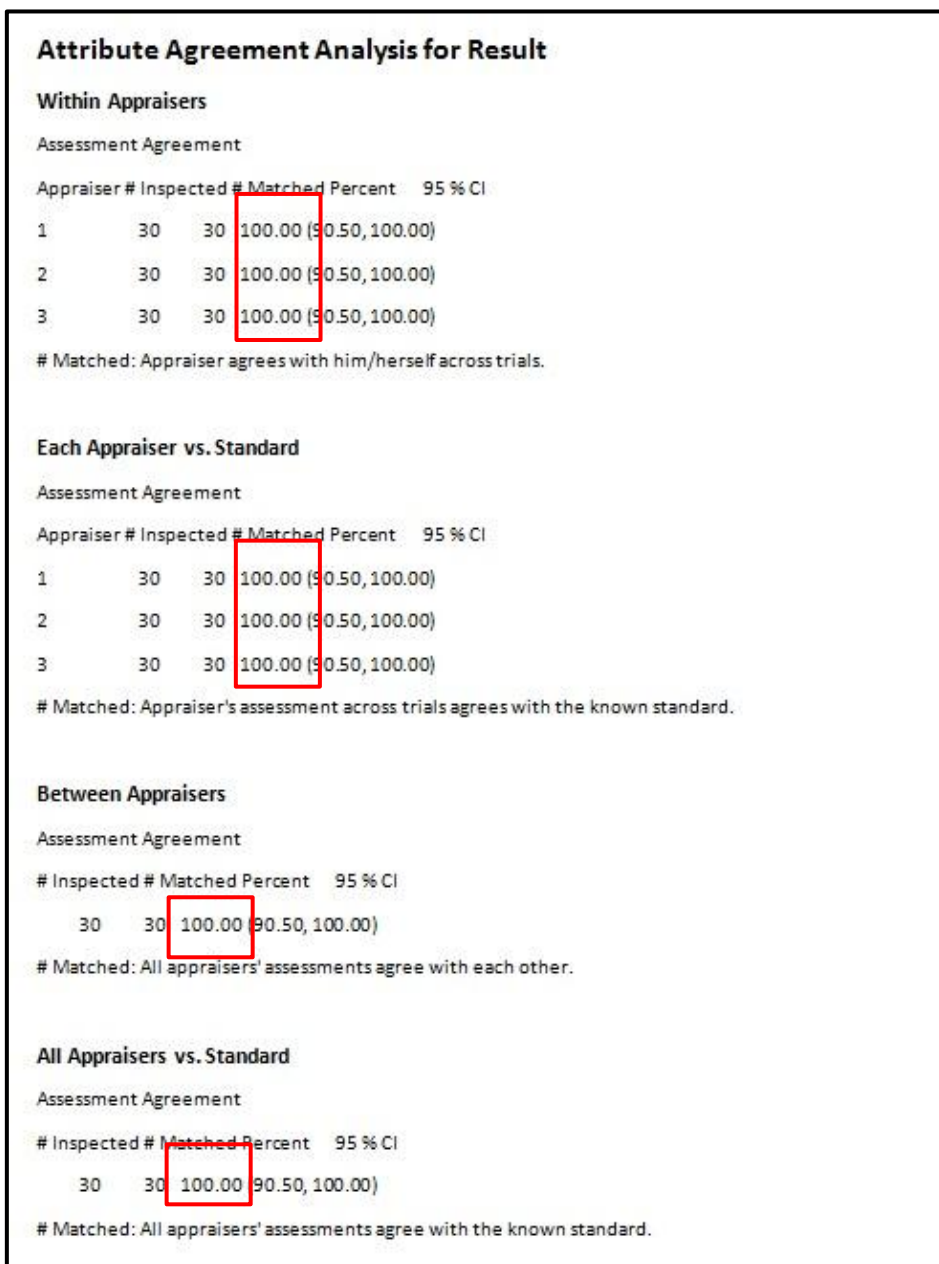 Attribute Agreement Analysis for Result
Within Appraisers
Assessment Agreement
Appraiser # Inspected # Matched Percent 95 % CI
1 30 30 100.00 (90.50, 100.00)
2 30 30 100.00 (90.50, 100.00)
3 30 30 100.00 (90.50, 100.00)
# Matched: Appraiser agrees with him/herself across trials.
Each Appraiser vs. Standard
Assessment Agreement
Appraiser # Inspected # Matched Percent 95 % CI
1 30 30 100.00 (90.50, 100.00)
2 30 30 100.00 (90.50, 100.00)
3 30 30 100.00 (90.50, 100.00)
# Matched: Appraiser's assessment across trials agrees with the known standard.
Between Appraisers
Assessment Agreement
# Inspected # Matched Percent 95 % CI
30 30 100.00 (90.50, 100.00)
# Matched: All appraisers' assessments agree with each other.
All Appraisers vs. Standard
Assessment Agreement
# Inspected # Matched Percent 95 % CI
30 30 100.00 (90.50, 100.00)
# Matched: All appraisers' assessments agree with the known standard.